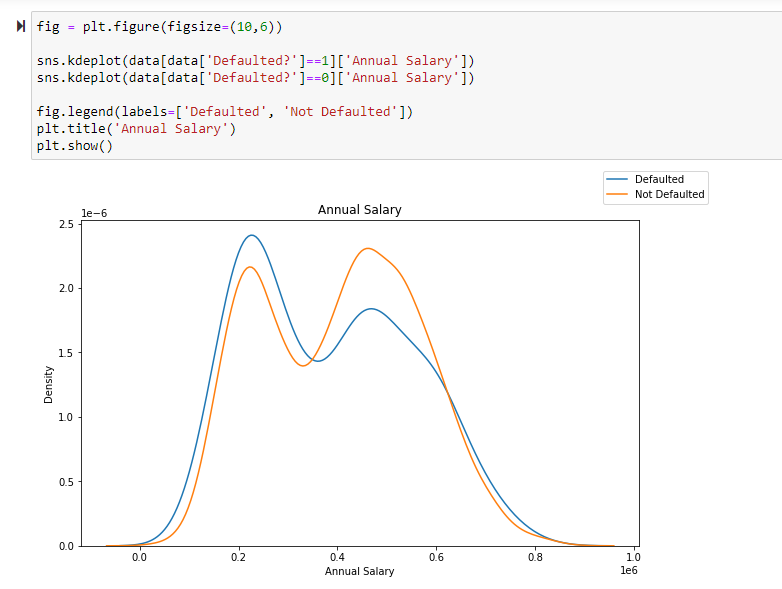 fig = plt.figure(figsize=(10,6))
sns.kdeplot(data[data['Defaulted?']==1]['Annual Salary'])
sns.kdeplot(data[data['Defaulted?']==0]['Annual Salary'])
fig.legend(labels=['Defaulted', 'Not Defaulted'])
plt.title('Annual Salary')
plt.show()
Defaulted
Not Defaulted
Annual Salary
1e−6
2.5
2.0
1.5
1.0
0.5
0.0
Density
0.0 0.2 0.4 0.6 0.8 1.0
Annual Salary
1e6